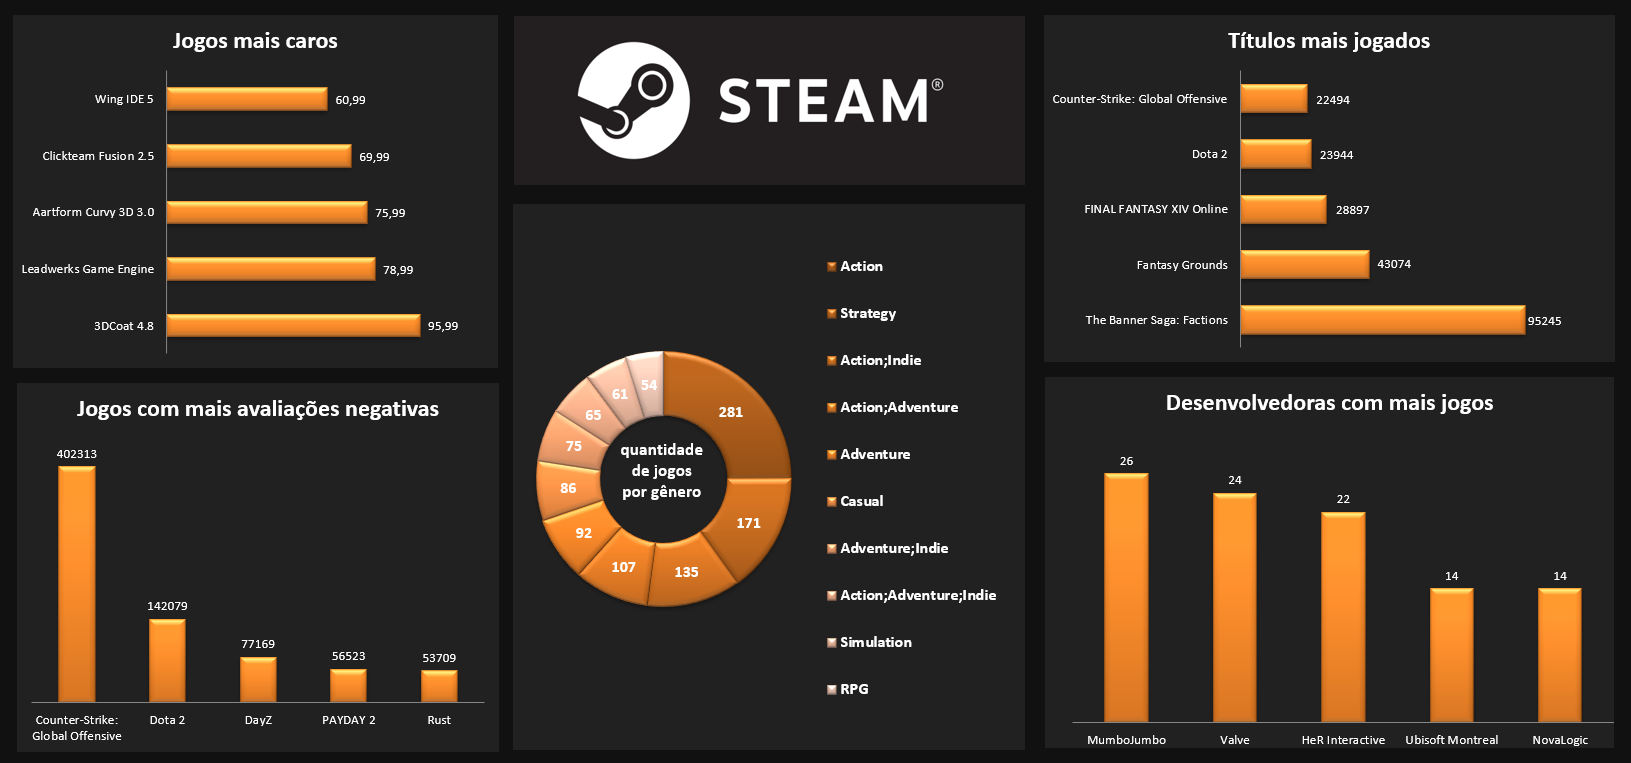 Jogos mais caros
Wing IDE 5
60,99
Clickteam Fusion 2.5
69,99
Aartform Curvy 3D 3.0
75,99
Leadwerks Game Engine
78,99
3DCoat 4.8
95,99
STEAM®
Títulos mais jogados
Counter-Strike: Global Offensive
22494
Dota 2
23944
FINAL FANTASY XIV Online
28897
Fantasy Grounds
43074
The Banner Saga: Factions
95245
Jogos com mais avaliações negativas
402313
142079
77169
56523
53709
Counter-Strike:
Global Offensive
Dota 2
DayZ
PAYDAY 2
Rust
quantidade
de jogos
por gênero
281
171
135
107
92
86
75
65
61
54
Action
Strategy
Action;Indie
Action;Adventure
Adventure
Casual
Adventure;Indie
Action;Adventure;Indie
Simulation
RPG
Desenvolvedoras com mais jogos
26
24
22
14
14
MumboJumbo
Valve
HeR Interactive
Ubisoft Montreal
NovaLogic